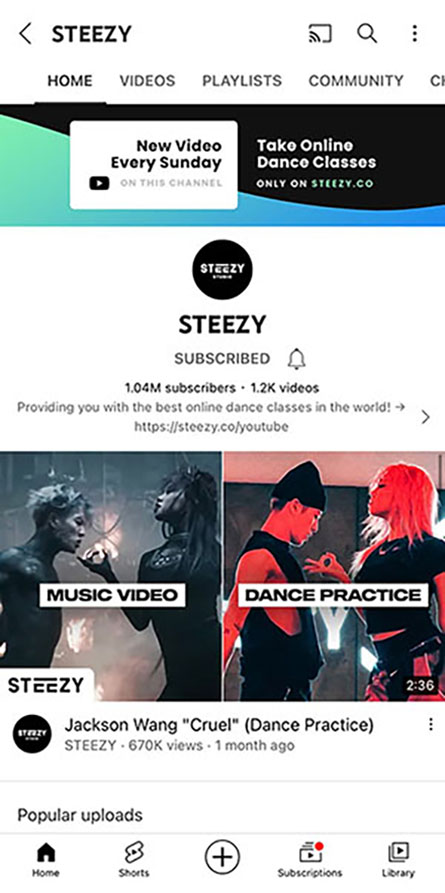 STEEZY
HOME VIDEOS PLAYLISTS COMMUNITY CH
New Video
Every Sunday
ON THIS CHANNEL
Take Online
Dance Classes
ONLY ON STEEZY.CO
STEEZY
STUDIO
STEEZY
SUBSCRIBED
1.04M subscribers · 1.2K videos
Providing you with the best online dance classes in the world! →
https://steezy.co/youtube
MUSIC VIDEO
DANCE PRACTICE
STEEZY
2:36
STEEZY
Jackson Wang "Cruel" (Dance Practice)
STEEZY · 670K views · 1 month ago
Popular uploads
Home Shorts Subscriptions Library